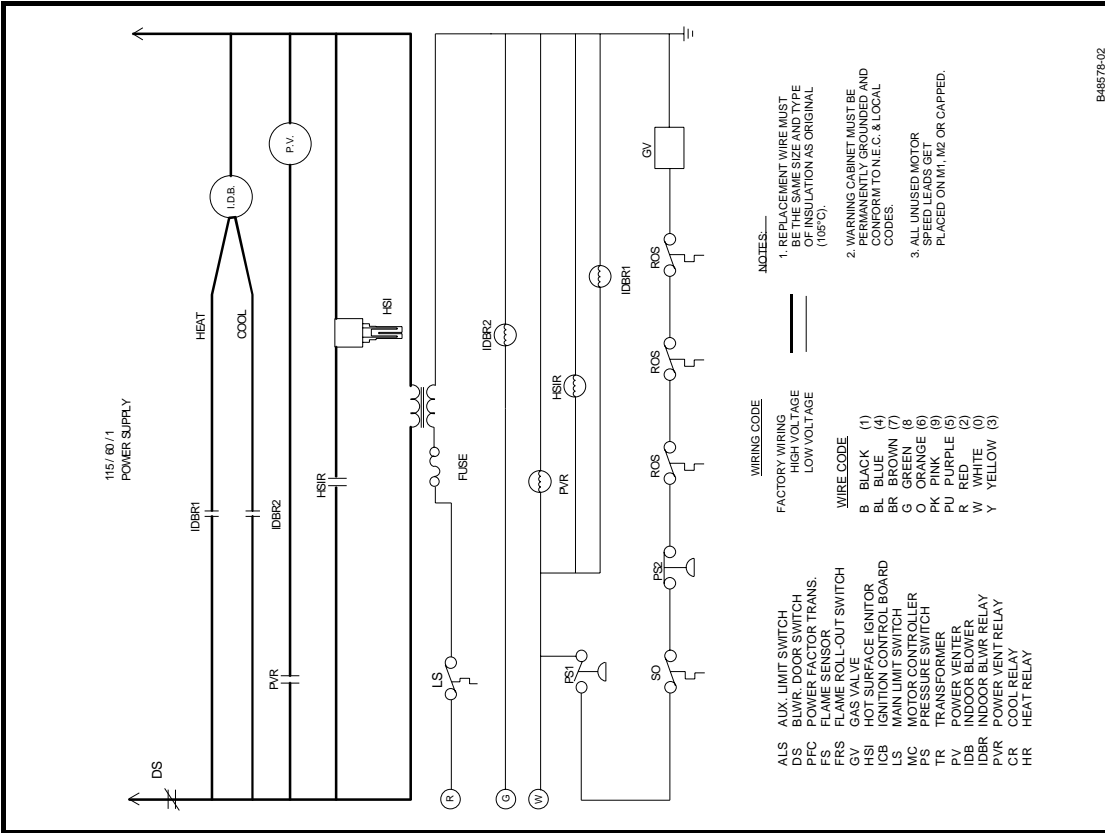 115 / 60 / 1
POWER SUPPLY
DS
IDBR1
HEAT
I.D.B.
COOL
IDBR2
P.V.
PVR
HSIR
HSI
FUSE
LS
R
G
IDBR2
W
PVR
HSIR
IDBR1
PS1
SO
PS2
ROS
ROS
ROS
GV
ALS AUX. LIMIT SWITCH
DS BLWR. DOOR SWITCH
PFC POWER FACTOR TRANS.
FS FLAME SENSOR
FRS FLAME ROLL-OUT SWITCH
GV GAS VALVE
HSI HOT SURFACE IGNITOR
ICB IGNITION CONTROL BOARD
LS MAIN LIMIT SWITCH
MC MOTOR CONTROLLER
PS PRESSURE SWITCH
TR TRANSFORMER
PV POWER VENTER
IDB INDOOR BLOWER
IDBR INDOOR BLWR RELAY
PVR POWER VENT RELAY
CR COOL RELAY
HR HEAT RELAY
WIRING CODE
FACTORY WIRING
HIGH VOLTAGE
LOW VOLTAGE
WIRE CODE
B BLACK (1)
BL BLUE (4)
BR BROWN (7)
G GREEN (8
O ORANGE (6)
PK PINK (9)
PU PURPLE (5)
R RED (2)
W WHITE (0)
Y YELLOW (3)
NOTES:
1. REPLACEMENT WIRE MUST
BE THE SAME SIZE AND TYPE
OF INSULATION AS ORIGINAL
(105°C).
2. WARNING CABINET MUST BE
PERMANENTLY GROUNDED AND
CONFORM TO N.E.C. & LOCAL
CODES.
3. ALL UNUSED MOTOR
SPEED LEADS GET
PLACED ON M1, M2 OR CAPPED.
B48578-02